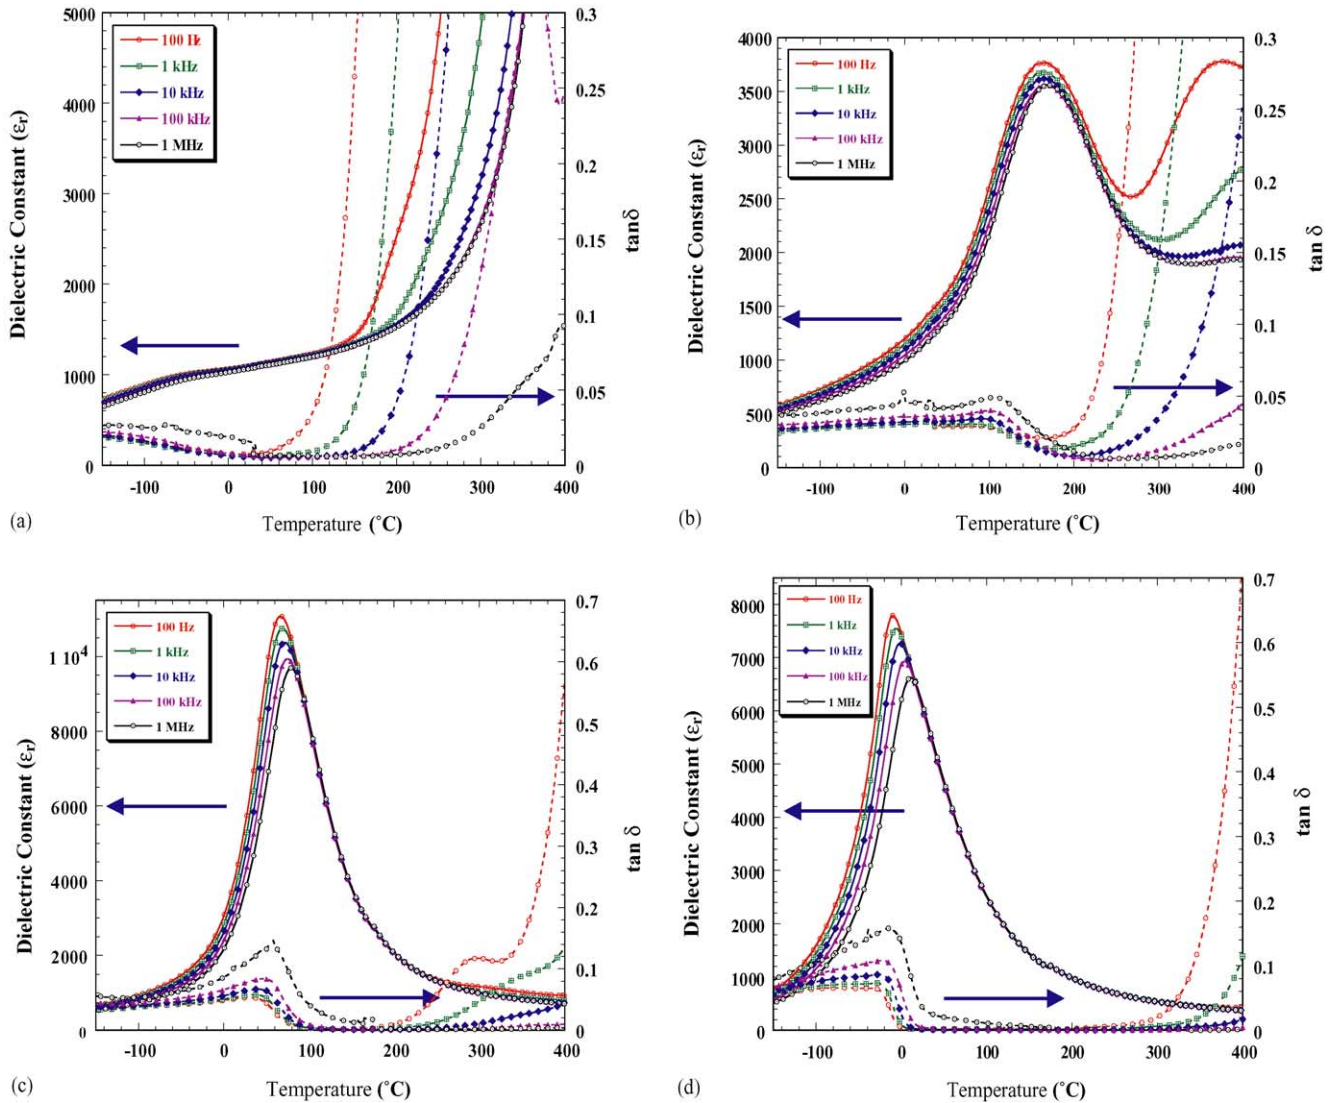 5000
4000
3000
2000
1000
0
Dielectric Constant (εr)
100 Hz
1 kHz
10 kHz
100 kHz
1 MHz
0.3
0.25
0.2
0.15
0.1
0.05
0
tanδ
-100 0 100 200 300 400
Temperature (˚C)
(a)
4000
3500
3000
2500
2000
1500
1000
500
0
Dielectric Constant (εr)
100 Hz
1 kHz
10 kHz
100 kHz
1 MHz
0.3
0.25
0.2
0.15
0.1
0.05
0
tan δ
-100 0 100 200 300 400
Temperature (˚C)
(b)
1 10⁴
8000
6000
4000
2000
0
Dielectric Constant (εr)
100 Hz
1 kHz
10 kHz
100 kHz
1 MHz
0.7
0.6
0.5
0.4
0.3
0.2
0.1
0
tan δ
-100 0 100 200 300 400
Temperature (˚C)
(c)
8000
7000
6000
5000
4000
3000
2000
1000
0
Dielectric Constant (εr)
100 Hz
1 kHz
10 kHz
100 kHz
1 MHz
0.7
0.6
0.5
0.4
0.3
0.2
0.1
0
tan δ
-100 0 100 200 300 400
Temperature (˚C)
(d)